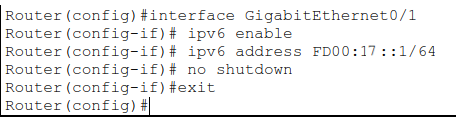 Router(config)#interface GigabitEthernet0/1
Router(config-if)# ipv6 enable
Router(config-if)# ipv6 address FD00:17::1/64
Router(config-if)# no shutdown
Router(config-if)#exit
Router(config)#